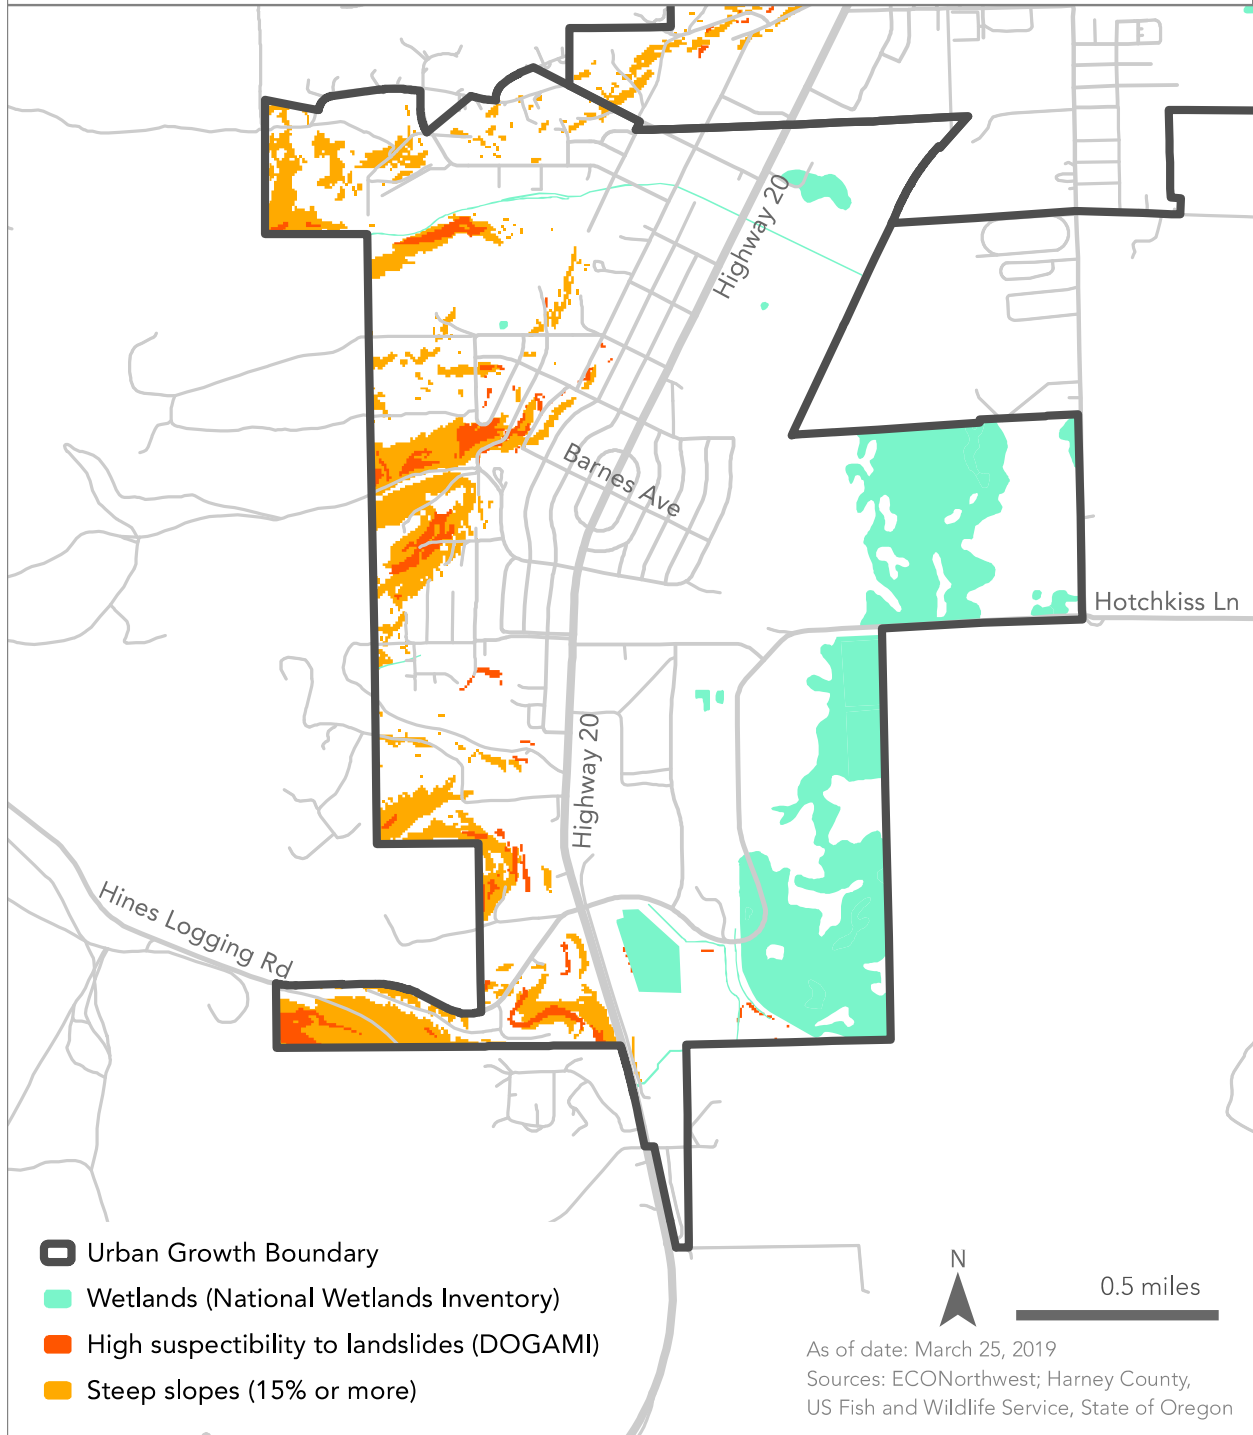 Highway 20
Barnes Ave
Hotchkiss Ln
Highway 20
Hines Logging Rd
Urban Growth Boundary
Wetlands (National Wetlands Inventory)
High suspectibility to landslides (DOGAMI)
Steep slopes (15% or more)
N
0.5 miles
As of date: March 25, 2019
Sources: ECONorthwest; Harney County,
US Fish and Wildlife Service, State of Oregon